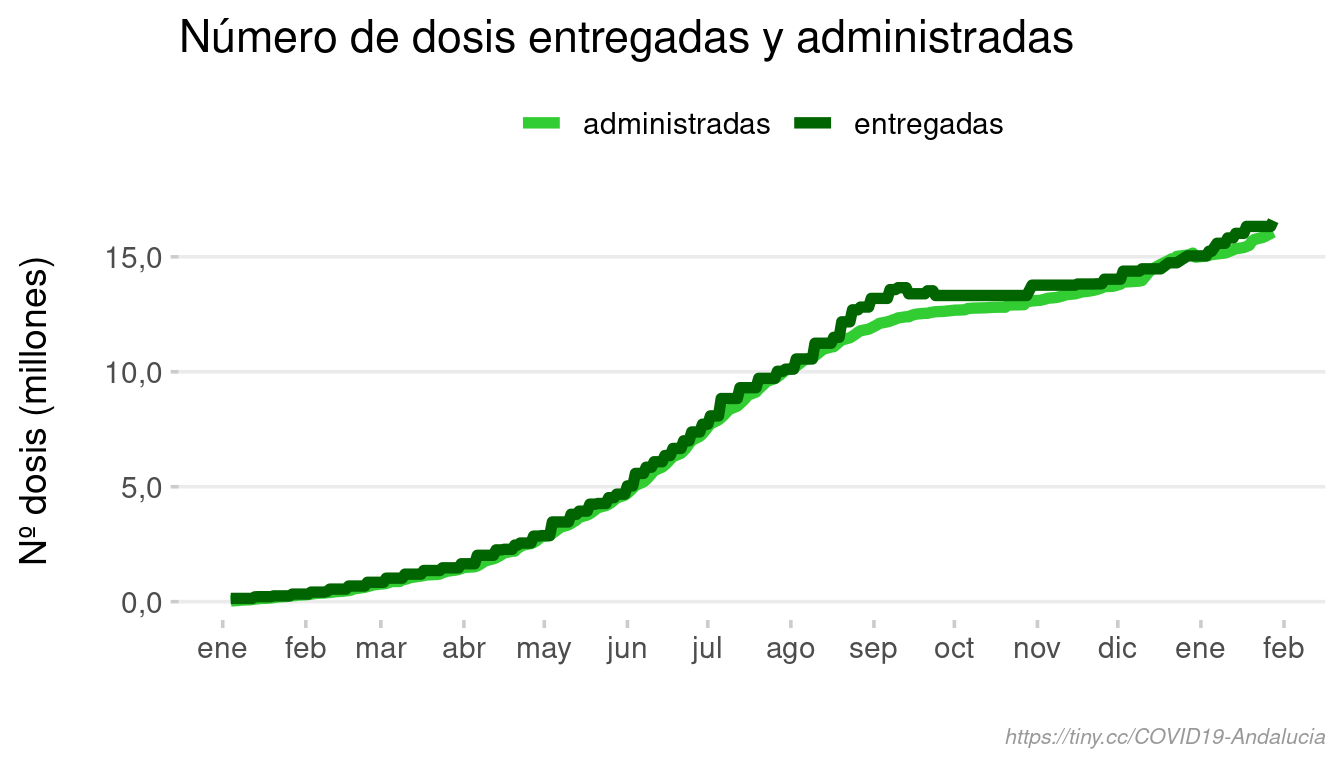 Número de dosis entregadas y administradas
administradas entregadas
Nº dosis (millones)
15,0
10,0
5,0
0,0
ene feb mar abr may jun jul ago sep oct nov dic ene feb
https://tiny.cc/COVID19-Andalucia